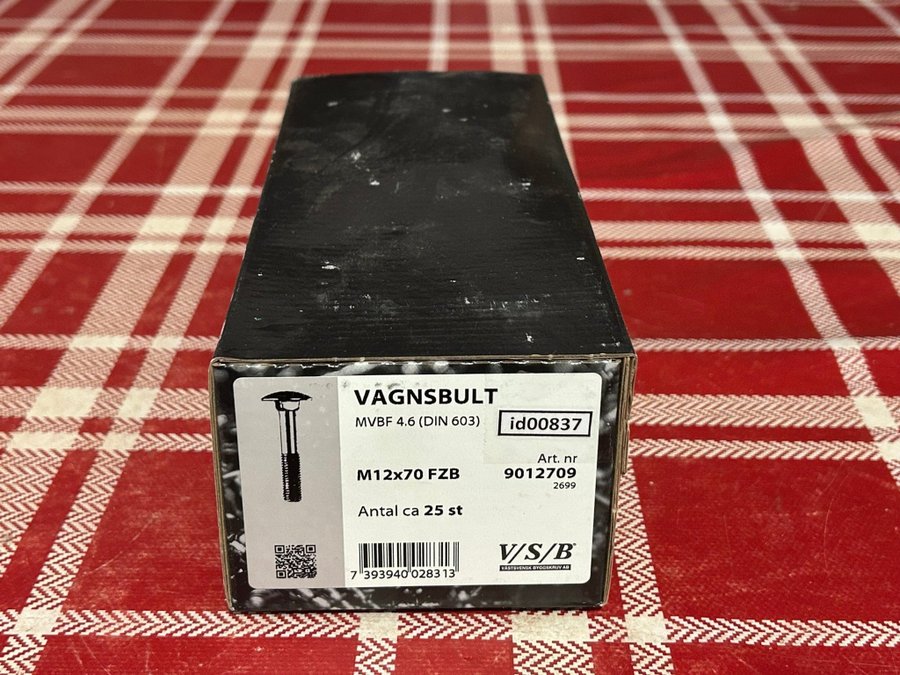 VAGNSBULT
MVBF 4.6 (DIN 603)
id00837
Art. nr
M12x70 FZB 9012709
2699
Antal ca 25 st
V/S/B®
VÄSTSVENSK BYGGSKRUV AB
7 393940 028313